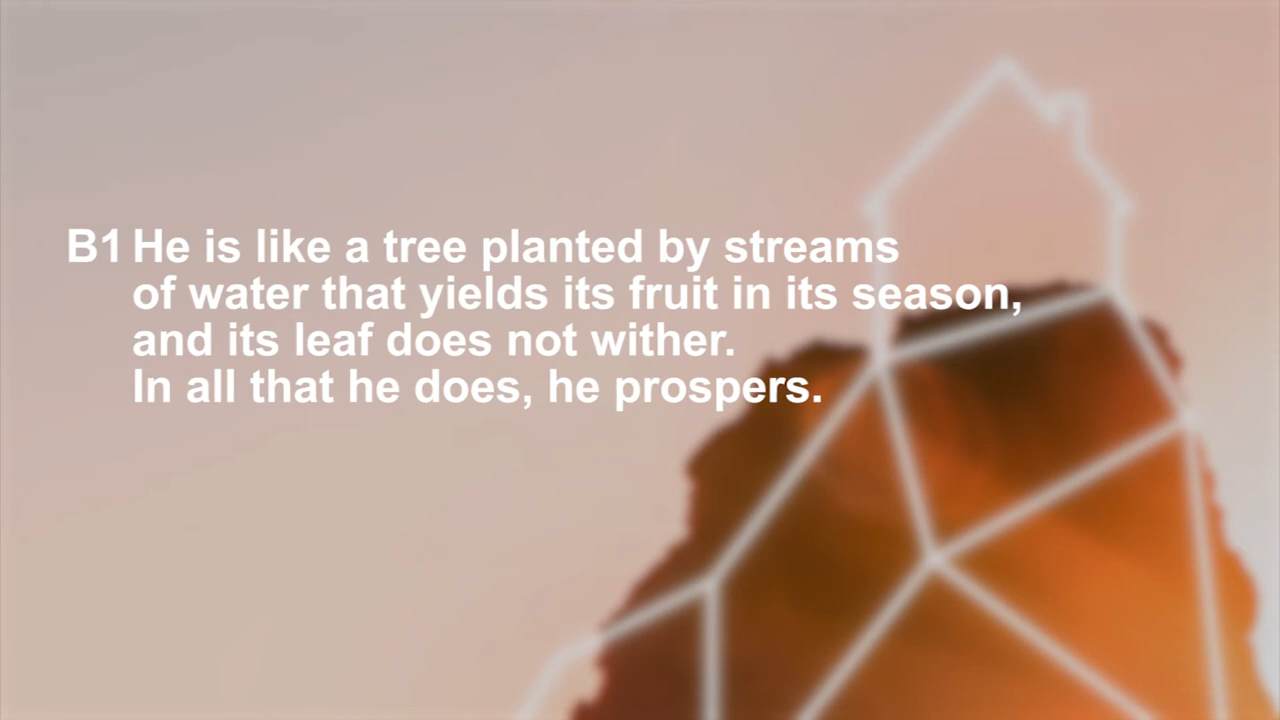 B1 He is like a tree planted by streams
of water that yields its fruit in its season,
and its leaf does not wither.
In all that he does, he prospers.